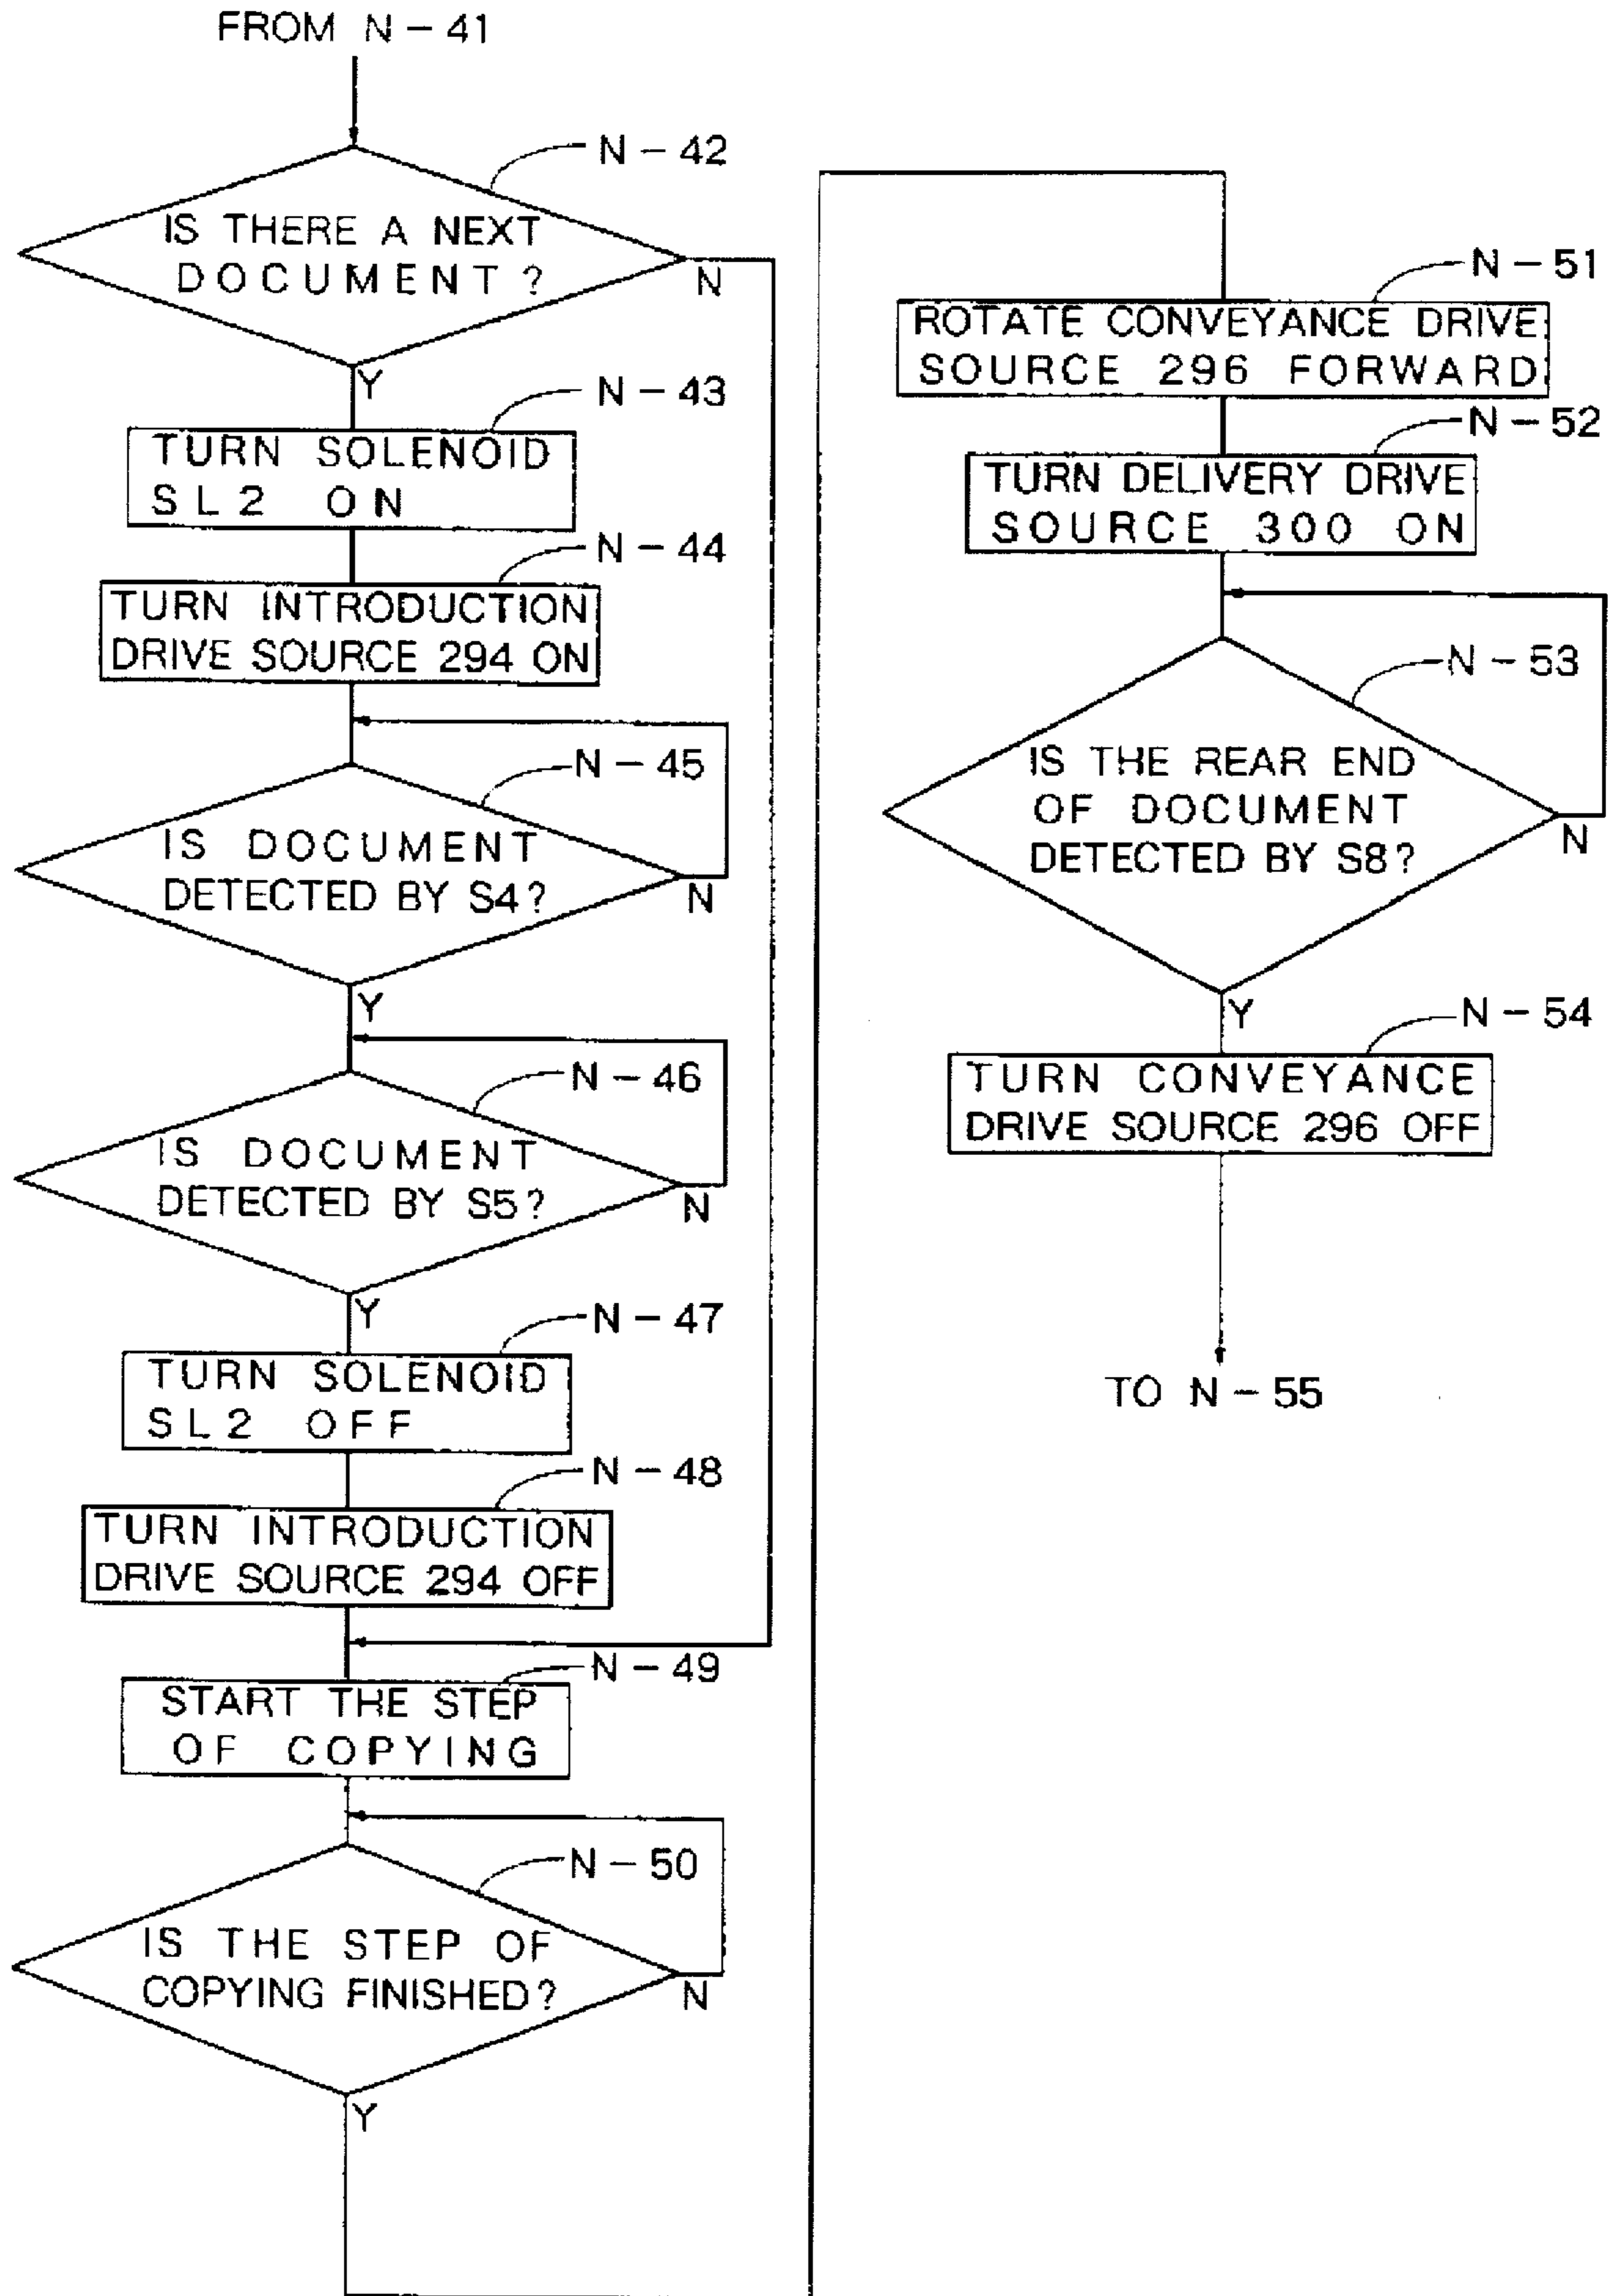 FROM N-41
N-42
IS THERE A NEXT
DOCUMENT?
N
Y
N-43
TURN SOLENOID
SL2 ON
N-44
TURN INTRODUCTION
DRIVE SOURCE 294 ON
N-45
IS DOCUMENT
DETECTED BY S4?
N
Y
N-46
IS DOCUMENT
DETECTED BY S5?
N
Y
N-47
TURN SOLENOID
SL2 OFF
N-48
TURN INTRODUCTION
DRIVE SOURCE 294 OFF
N-49
START THE STEP
OF COPYING
N-50
IS THE STEP OF
COPYING FINISHED?
N
Y
N-51
ROTATE CONVEYANCE DRIVE
SOURCE 296 FORWARD
N-52
TURN DELIVERY DRIVE
SOURCE 300 ON
N-53
IS THE REAR END
OF DOCUMENT
DETECTED BY S8?
N
Y
N-54
TURN CONVEYANCE
DRIVE SOURCE 296 OFF
TO N-55